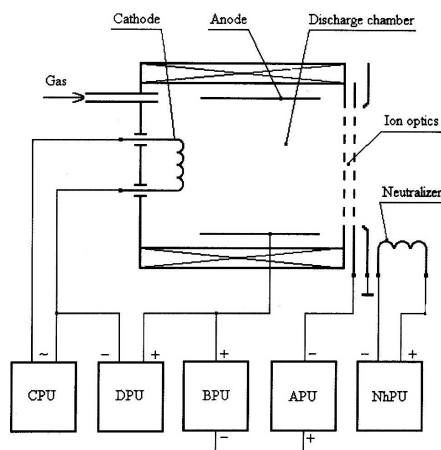 Cathode
Anode
Discharge chamber
Gas
Ion optics
Neutralizer
~
−
+
+
−
−
+
CPU
DPU
BPU
APU
NhPU
−
+